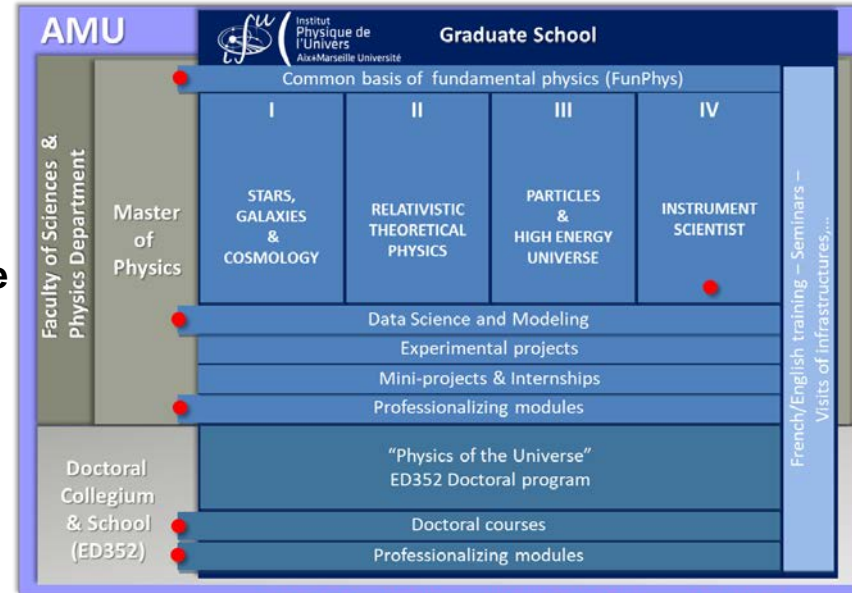 AMU
Institut
Physique de
l'Univers
Aix*Marseille Université
Graduate School
Common basis of fundamental physics (FunPhys)
I
STARS,
GALAXIES
&
COSMOLOGY
II
RELATIVISTIC
THEORETICAL
PHYSICS
III
PARTICLES
&
HIGH ENERGY
UNIVERSE
IV
INSTRUMENT
SCIENTIST
Faculty of Sciences &
Physics Department
Master
of
Physics
e
Data Science and Modeling
Experimental projects
Mini-projects & Internships
Professionalizing modules
French/English training – Seminars –
Visits of infrastructures,...
Doctoral
Collegium
& School
(ED352)
"Physics of the Universe"
ED352 Doctoral program
Doctoral courses
Professionalizing modules